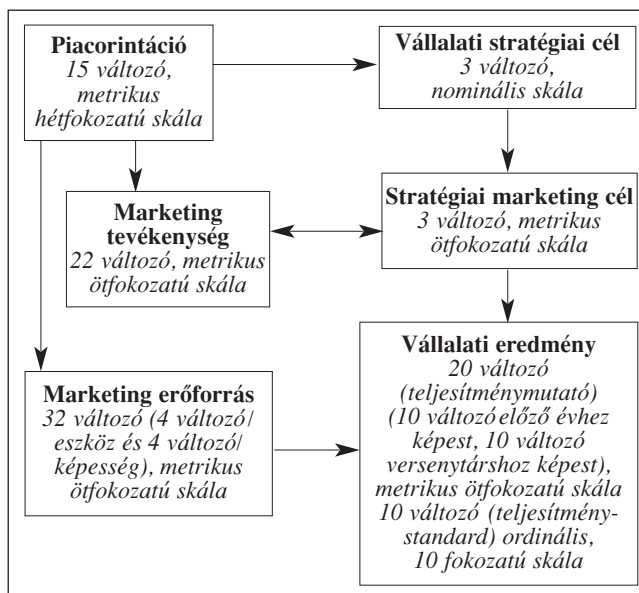 Piacorintáció
15 változó,
metrikus
hétfokozatú skála
Vállalati stratégiai cél
3 változó,
nominális skála
Marketing
tevékenység
22 változó, metrikus
ötfokozatú skála
Stratégiai marketing cél
3 változó, metrikus
ötfokozatú skála
Marketing erőforrás
32 változó (4 változó/
eszköz és 4 változó/
képesség), metrikus
ötfokozatú skála
Vállalati eredmény
20 változó
(teljesítménymutató)
(10 változó előző évhez
képest, 10 változó
versenytárshoz képest),
metrikus ötfokozatú skála
10 változó (teljesítmény-
standard) ordinális,
10 fokozatú skála